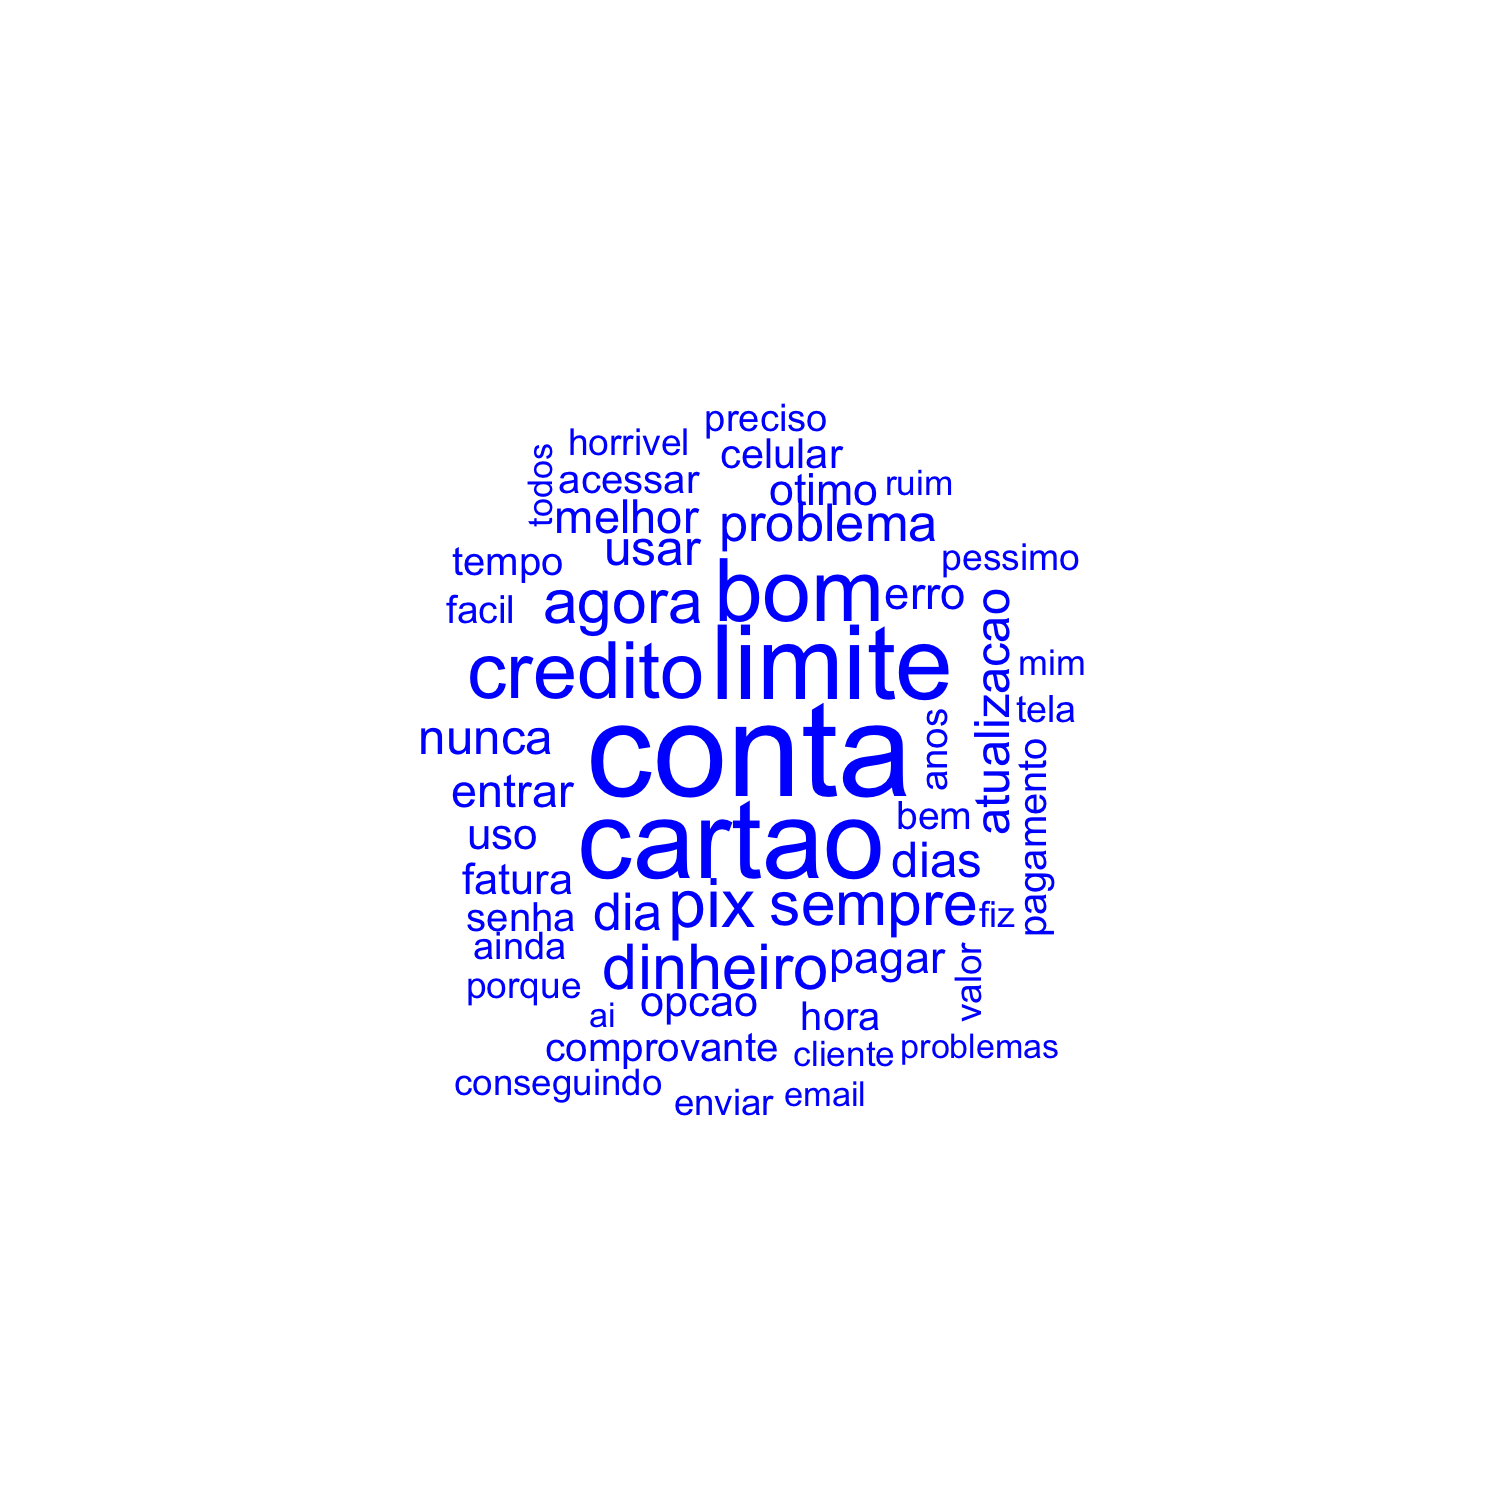 preciso
horrivel
celular
todos
acessar
otimo
ruim
melhor
problema
usar
tempo
pessimo
bom
erro
facil
agora
credito
limite
atualizacao
mim
tela
nunca
conta
anos
entrar
pagamento
uso
cartao
bem
dias
fatura
senha
dia
pix
sempre
fiz
ainda
dinheiro
pagar
valor
porque
ai
opcao
hora
comprovante
cliente
problemas
conseguindo
enviar
email